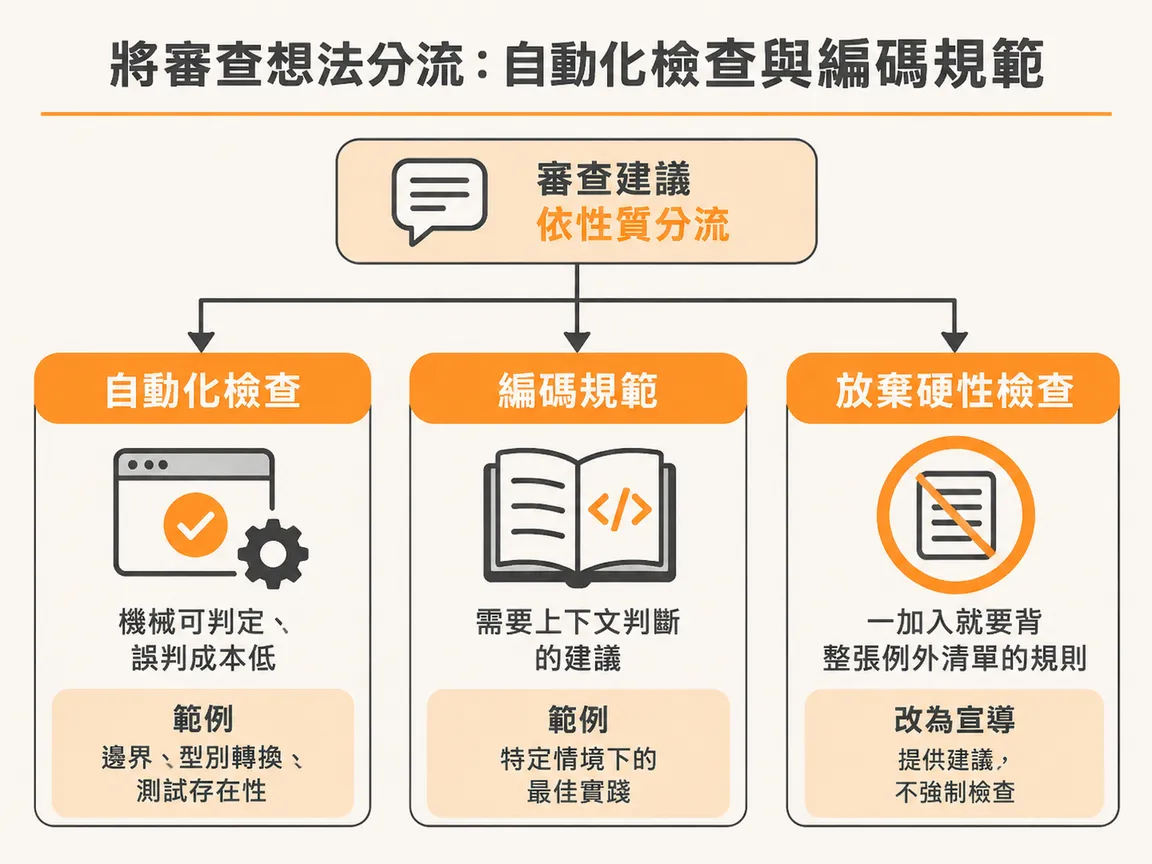 將審查想法分流：自動化檢查與編碼規範
審查建議
依性質分流
自動化檢查
機械可判定、
誤判成本低
範例
邊界、型別轉換、
測試存在性
編碼規範
</>
需要上下文判斷
的建議
範例
特定情境下的
最佳實踐
放棄硬性檢查
一加入就要背
整張例外清單的規則
改為宣導
提供建議，
不強制檢查